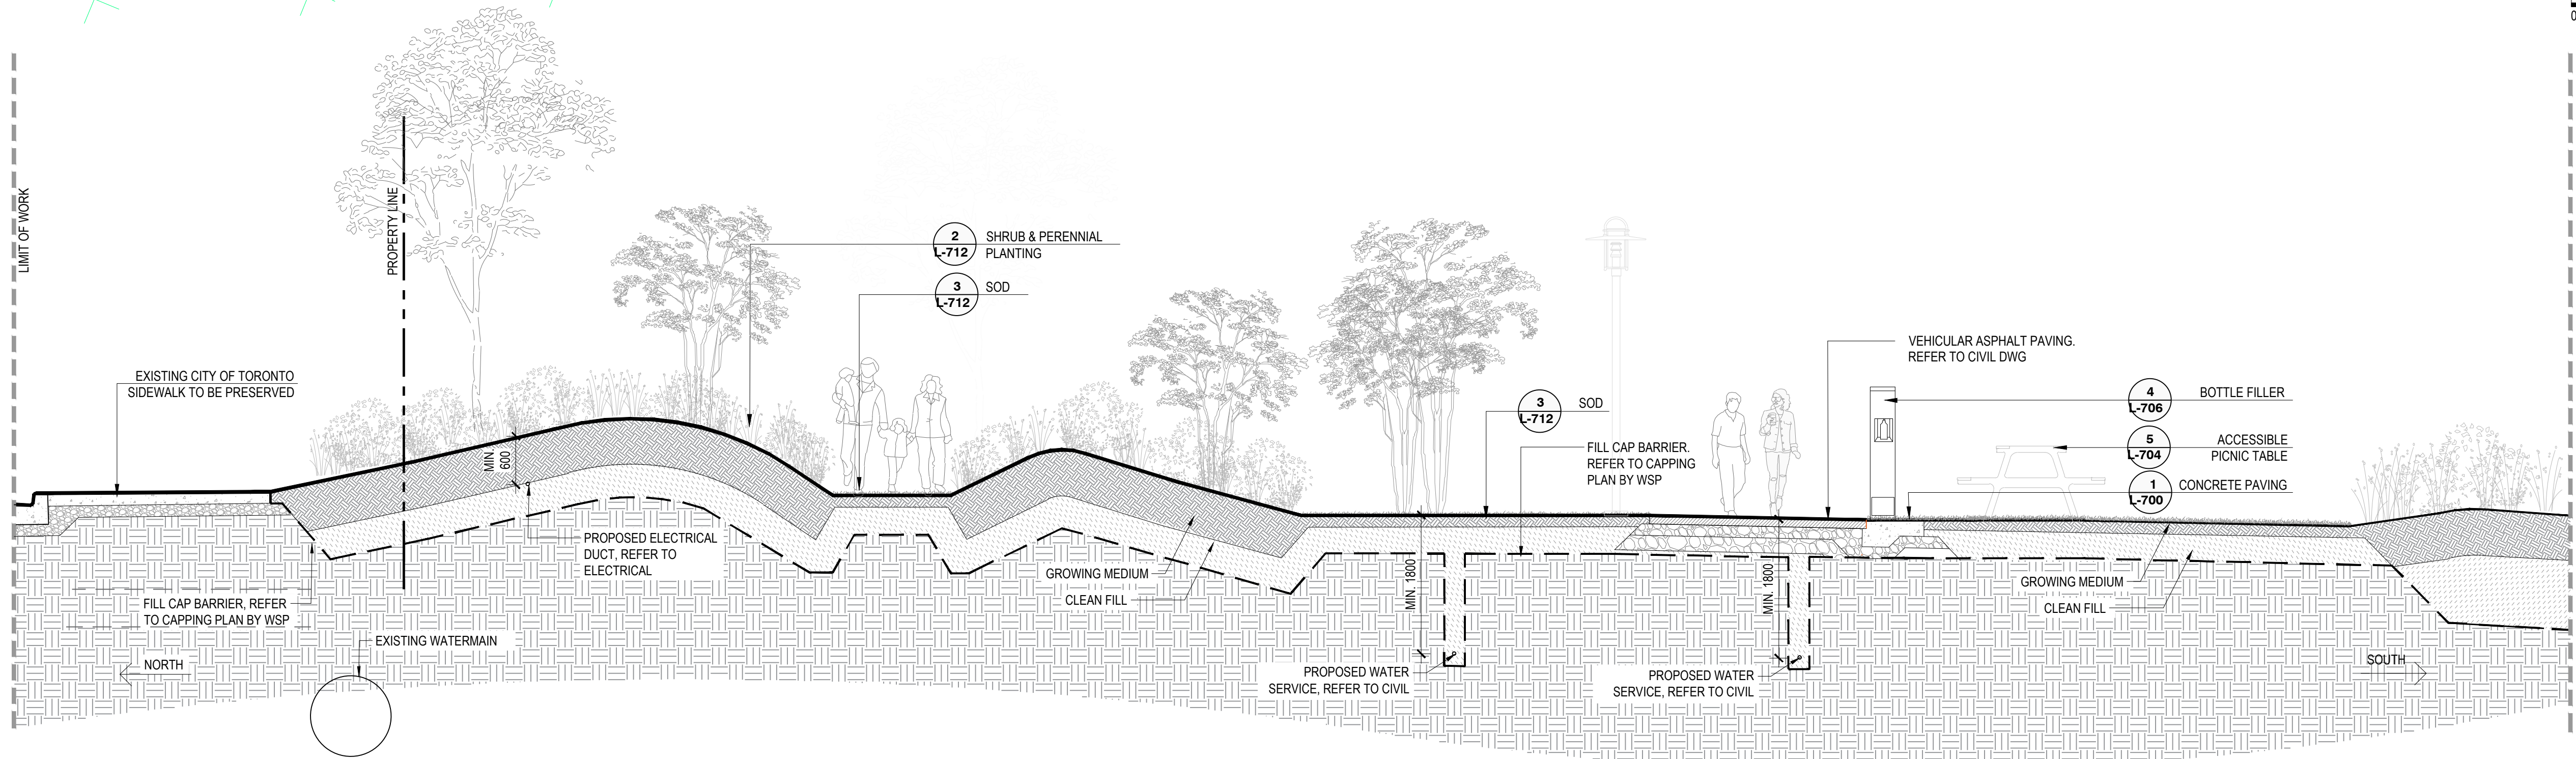 LIMIT OF WORK
PROPERTY LINE
2
L-712
SHRUB & PERENNIAL
PLANTING
3
L-712
SOD
EXISTING CITY OF TORONTO
SIDEWALK TO BE PRESERVED
MIN.
600
PROPOSED ELECTRICAL
DUCT, REFER TO
ELECTRICAL
FILL CAP BARRIER, REFER
TO CAPPING PLAN BY WSP
EXISTING WATERMAIN
NORTH
GROWING MEDIUM
CLEAN FILL
3
L-712
SOD
FILL CAP BARRIER.
REFER TO CAPPING
PLAN BY WSP
MIN. 1800
PROPOSED WATER
SERVICE, REFER TO CIVIL
MIN. 1800
PROPOSED WATER
SERVICE, REFER TO CIVIL
VEHICULAR ASPHALT PAVING.
REFER TO CIVIL DWG
4
L-706
BOTTLE FILLER
5
L-704
ACCESSIBLE
PICNIC TABLE
1
L-700
CONCRETE PAVING
GROWING MEDIUM
CLEAN FILL
SOUTH